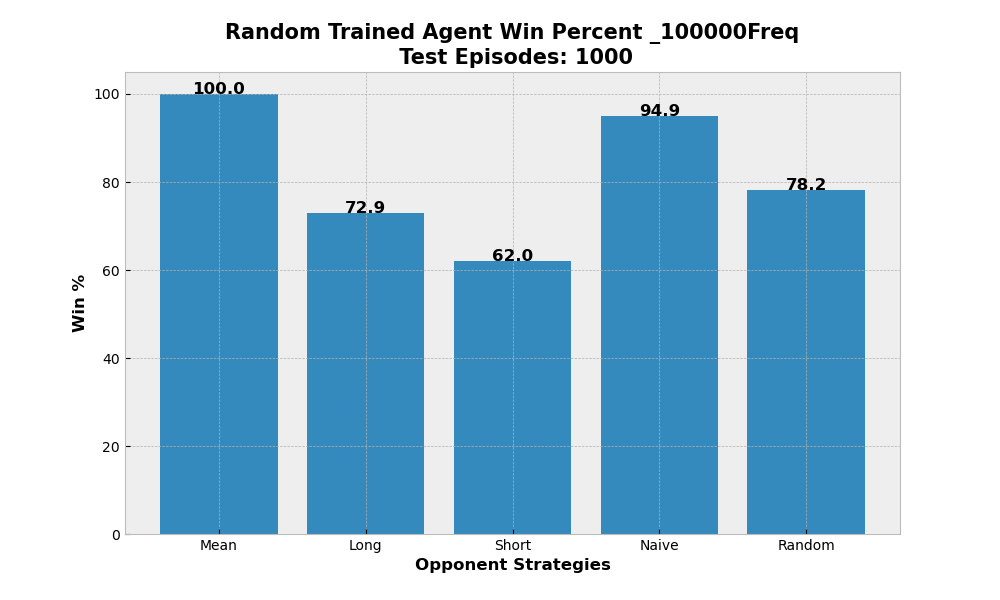 Random Trained Agent Win Percent _100000Freq
Test Episodes: 1000
Win %
100
80
60
40
20
0
100.0
72.9
62.0
94.9
78.2
Mean
Long
Short
Naive
Random
Opponent Strategies